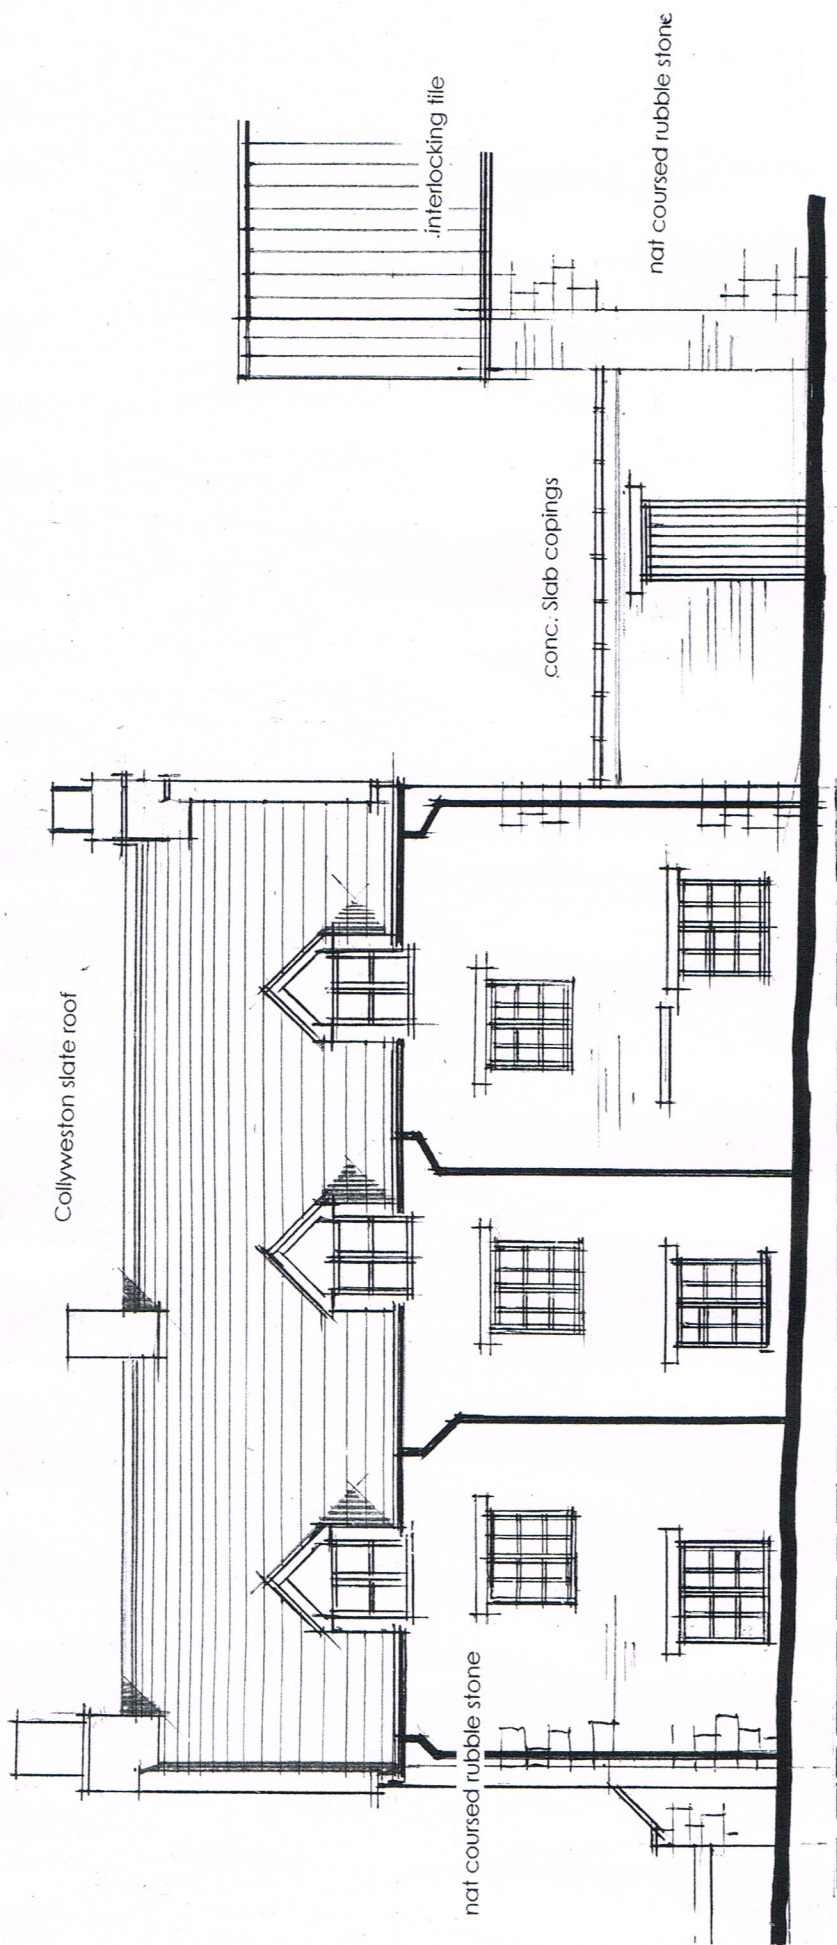 Collyweston slate roof
.interlocking tile
conc. Slab copings
nat coursed rubble stone
nat coursed rubble stone